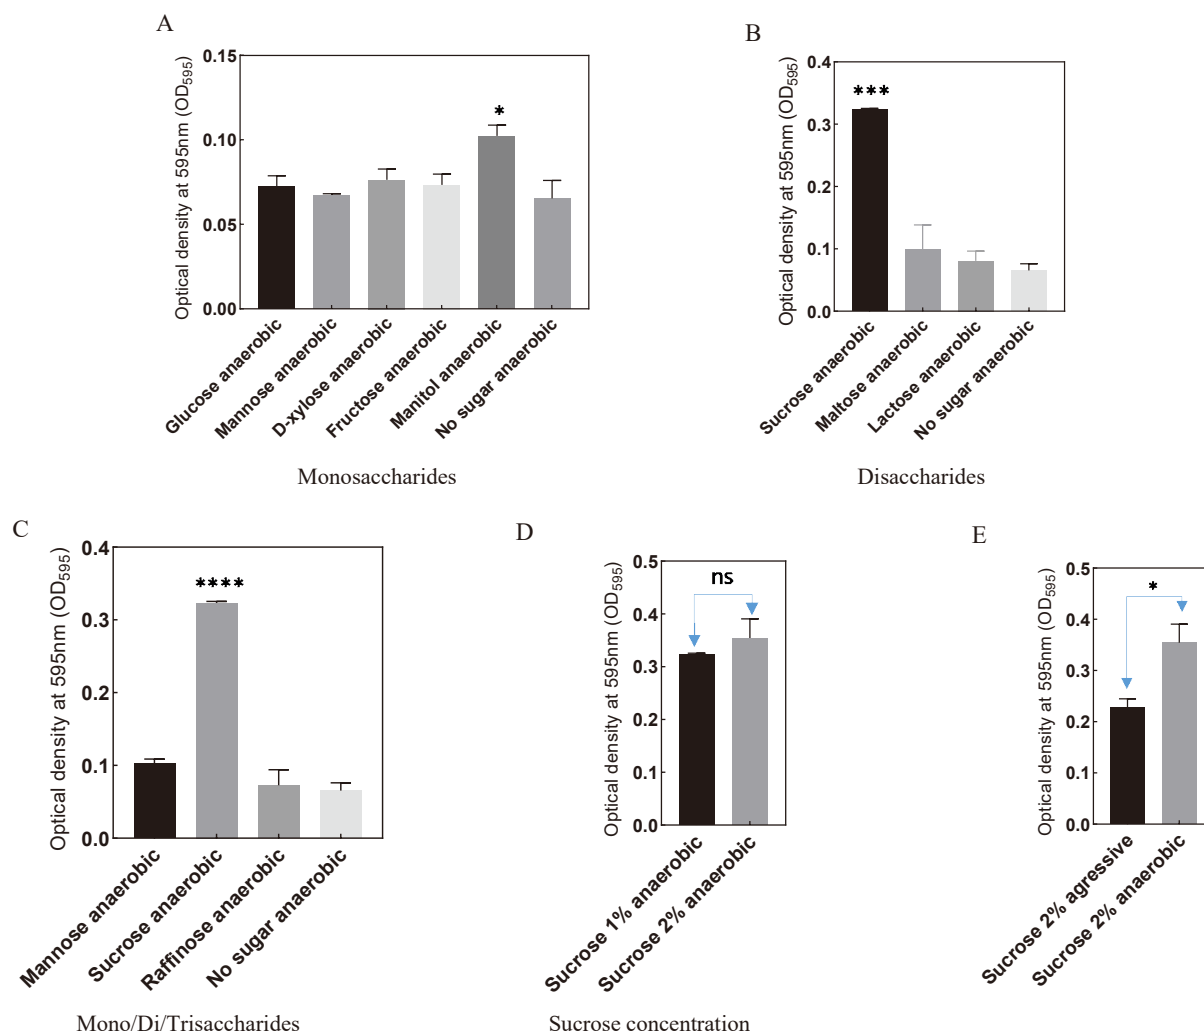 A
Optical density at 595nm (OD595)
0.15
0.10
0.05
0.00
*
Glucose anaerobic
Mannose anaerobic
D-xylose anaerobic
Fructose anaerobic
Manitol anaerobic
No sugar anaerobic
Monosaccharides
B
Optical density at 595nm (OD595)
0.4
0.3
0.2
0.1
0.0
***
Sucrose anaerobic
Maltose anaerobic
Lactose anaerobic
No sugar anaerobic
Disaccharides
C
Optical density at 595nm (OD595)
0.4
0.3
0.2
0.1
0.0
****
Mannose anaerobic
Sucrose anaerobic
Raffinose anaerobic
No sugar anaerobic
Mono/Di/Trisaccharides
D
Optical density at 595nm (OD595)
0.5
0.4
0.3
0.2
0.1
0.0
ns
Sucrose 1% anaerobic
Sucrose 2% anaerobic
Sucrose concentration
E
Optical density at 595nm (OD595)
0.5
0.4
0.3
0.2
0.1
0.0
*
Sucrose 2% agressive
Sucrose 2% anaerobic